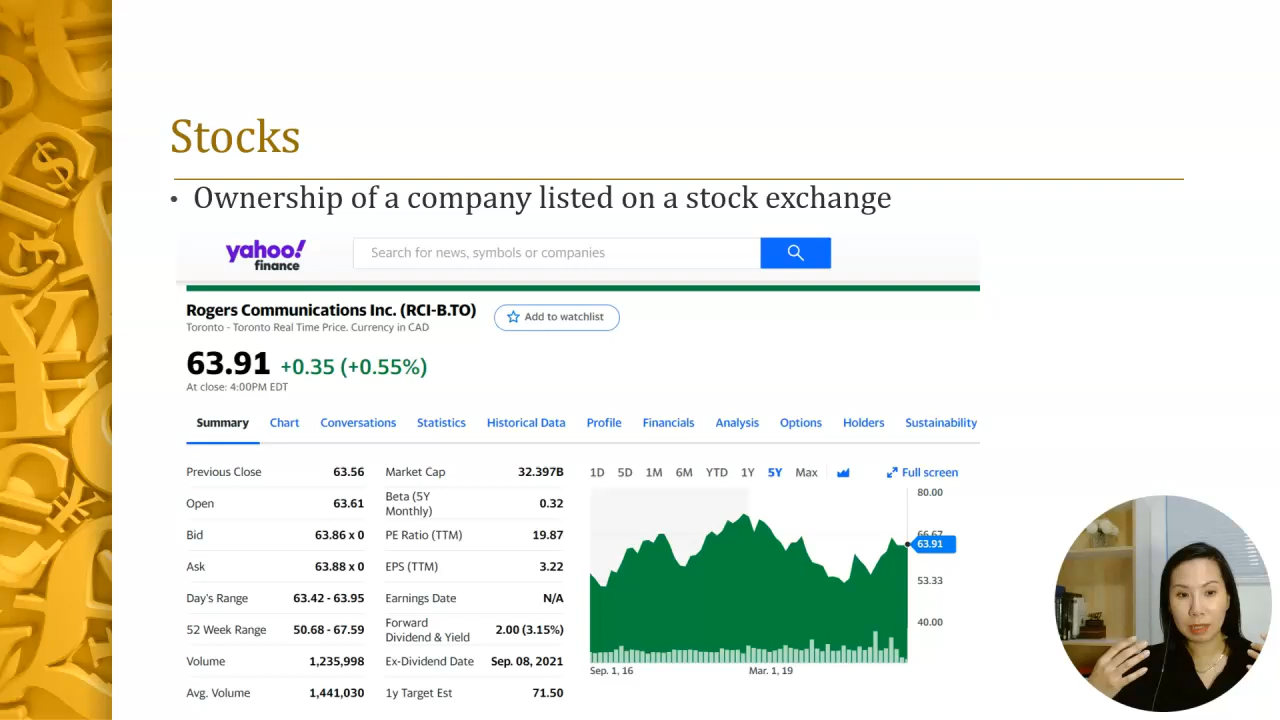 Stocks
• Ownership of a company listed on a stock exchange
yahoo!
finance
Search for news, symbols or companies
Rogers Communications Inc. (RCI-B.TO)
Add to watchlist
Toronto - Toronto Real Time Price. Currency in CAD
63.91 +0.35 (+0.55%)
At close: 4:00PM EDT
Summary Chart Conversations Statistics Historical Data Profile Financials Analysis Options Holders Sustainability
Previous Close 63.56
Open 63.61
Bid 63.86 x 0
Ask 63.88 x 0
Day's Range 63.42 - 63.95
52 Week Range 50.68 - 67.59
Volume 1,235,998
Avg. Volume 1,441,030
Market Cap 32.397B
Beta (5Y
Monthly) 0.32
PE Ratio (TTM) 19.87
EPS (TTM) 3.22
Earnings Date N/A
Forward
Dividend & Yield 2.00 (3.15%)
Ex-Dividend Date Sep. 08, 2021
1y Target Est 71.50
1D 5D 1M 6M YTD 1Y 5Y Max Full screen
80.00
66.67
63.91
53.33
40.00
Sep. 1, 16 Mar. 1, 19